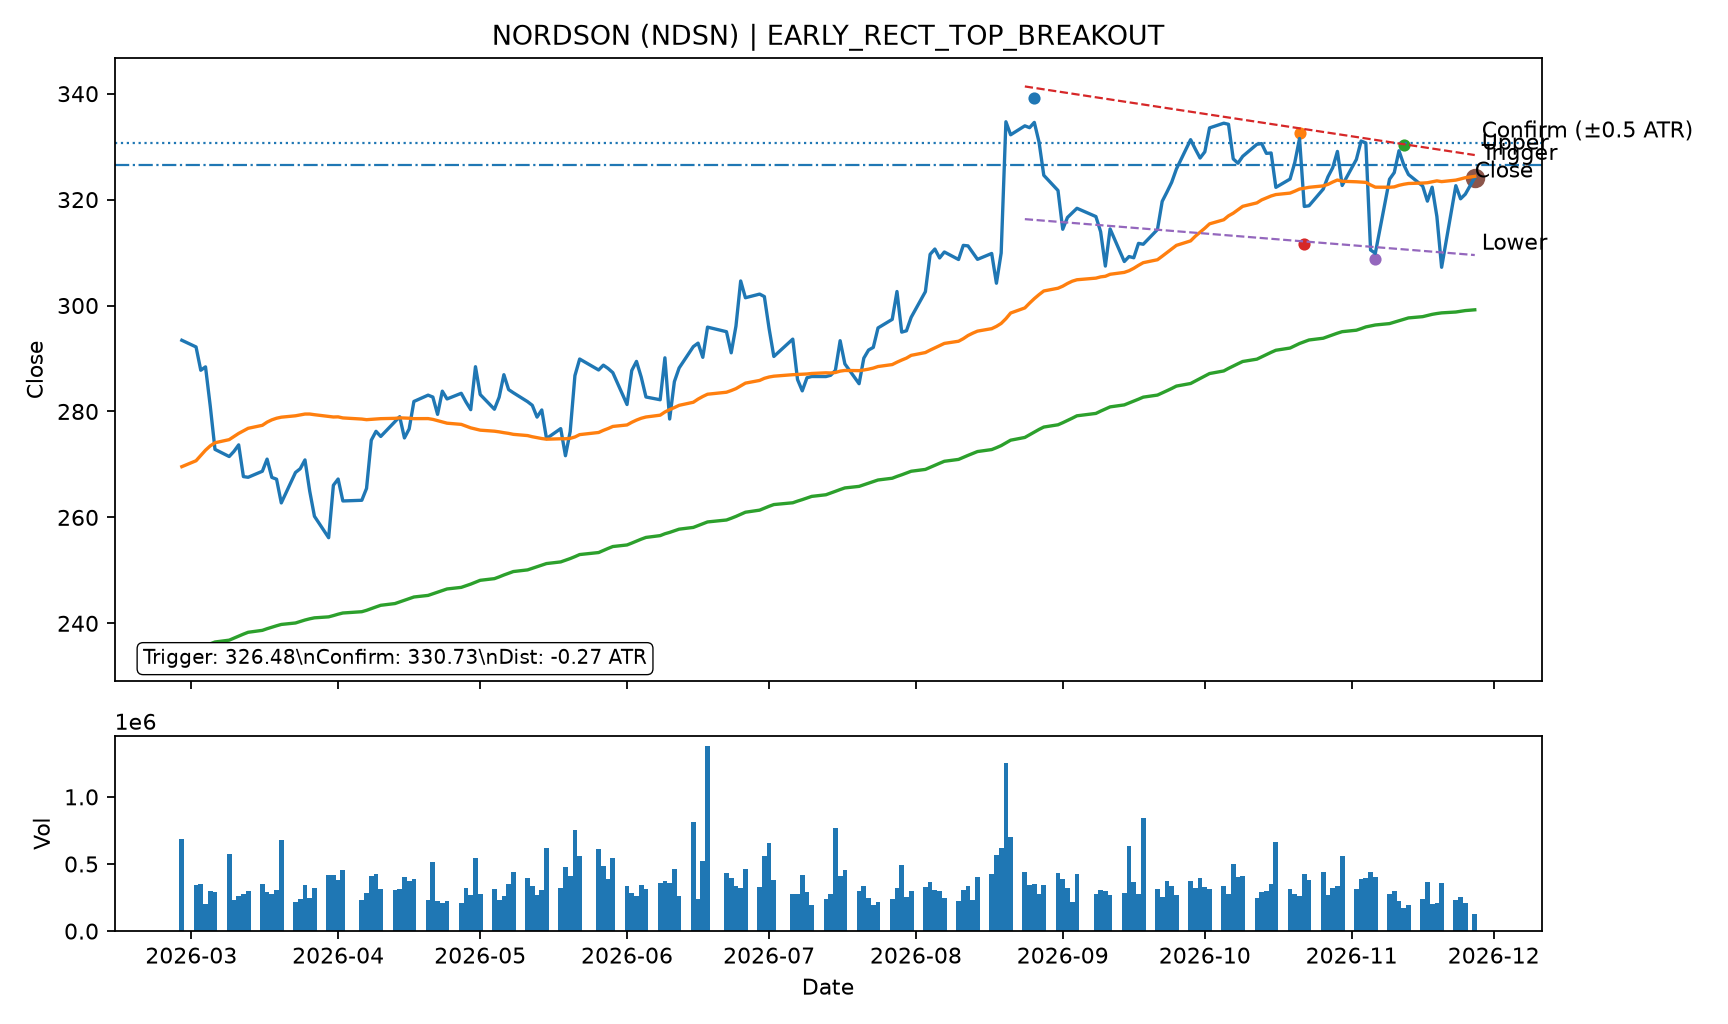 NORDSON (NDSN) | EARLY_RECT_TOP_BREAKOUT
Close
340
320
300
280
260
240
Confirm (±0.5 ATR)
Upper
Trigger
Close
Lower
Trigger: 326.48\nConfirm: 330.73\nDist: -0.27 ATR
1e6
Vol
1.0
0.5
0.0
2026-03
2026-04
2026-05
2026-06
2026-07
2026-08
2026-09
2026-10
2026-11
2026-12
Date